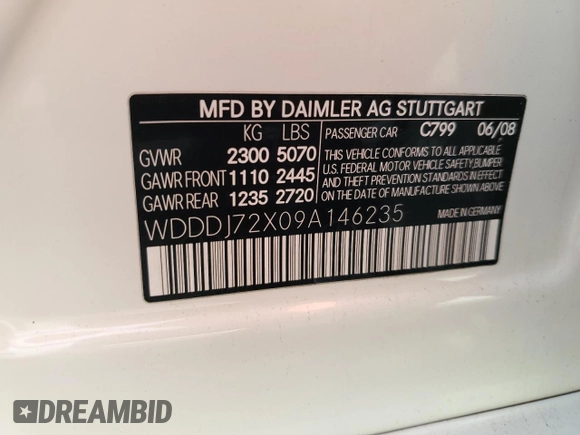 MFD BY DAIMLER AG STUTTGART
KG LBS PASSENGER CAR C799 06/08
GVWR 2300 5070
GAWR FRONT 1110 2445
GAWR REAR 1235 2720
THIS VEHICLE CONFORMS TO ALL APPLICABLE
U.S. FEDERAL MOTOR VEHICLE SAFETY, BUMPER
AND THEFT PREVENTION STANDARDS IN EFFECT
ON THE DATE OF MANUFACTURE SHOWN ABOVE.
WDDDJ72X09A146235 MADE IN GERMANY
DREAMBID